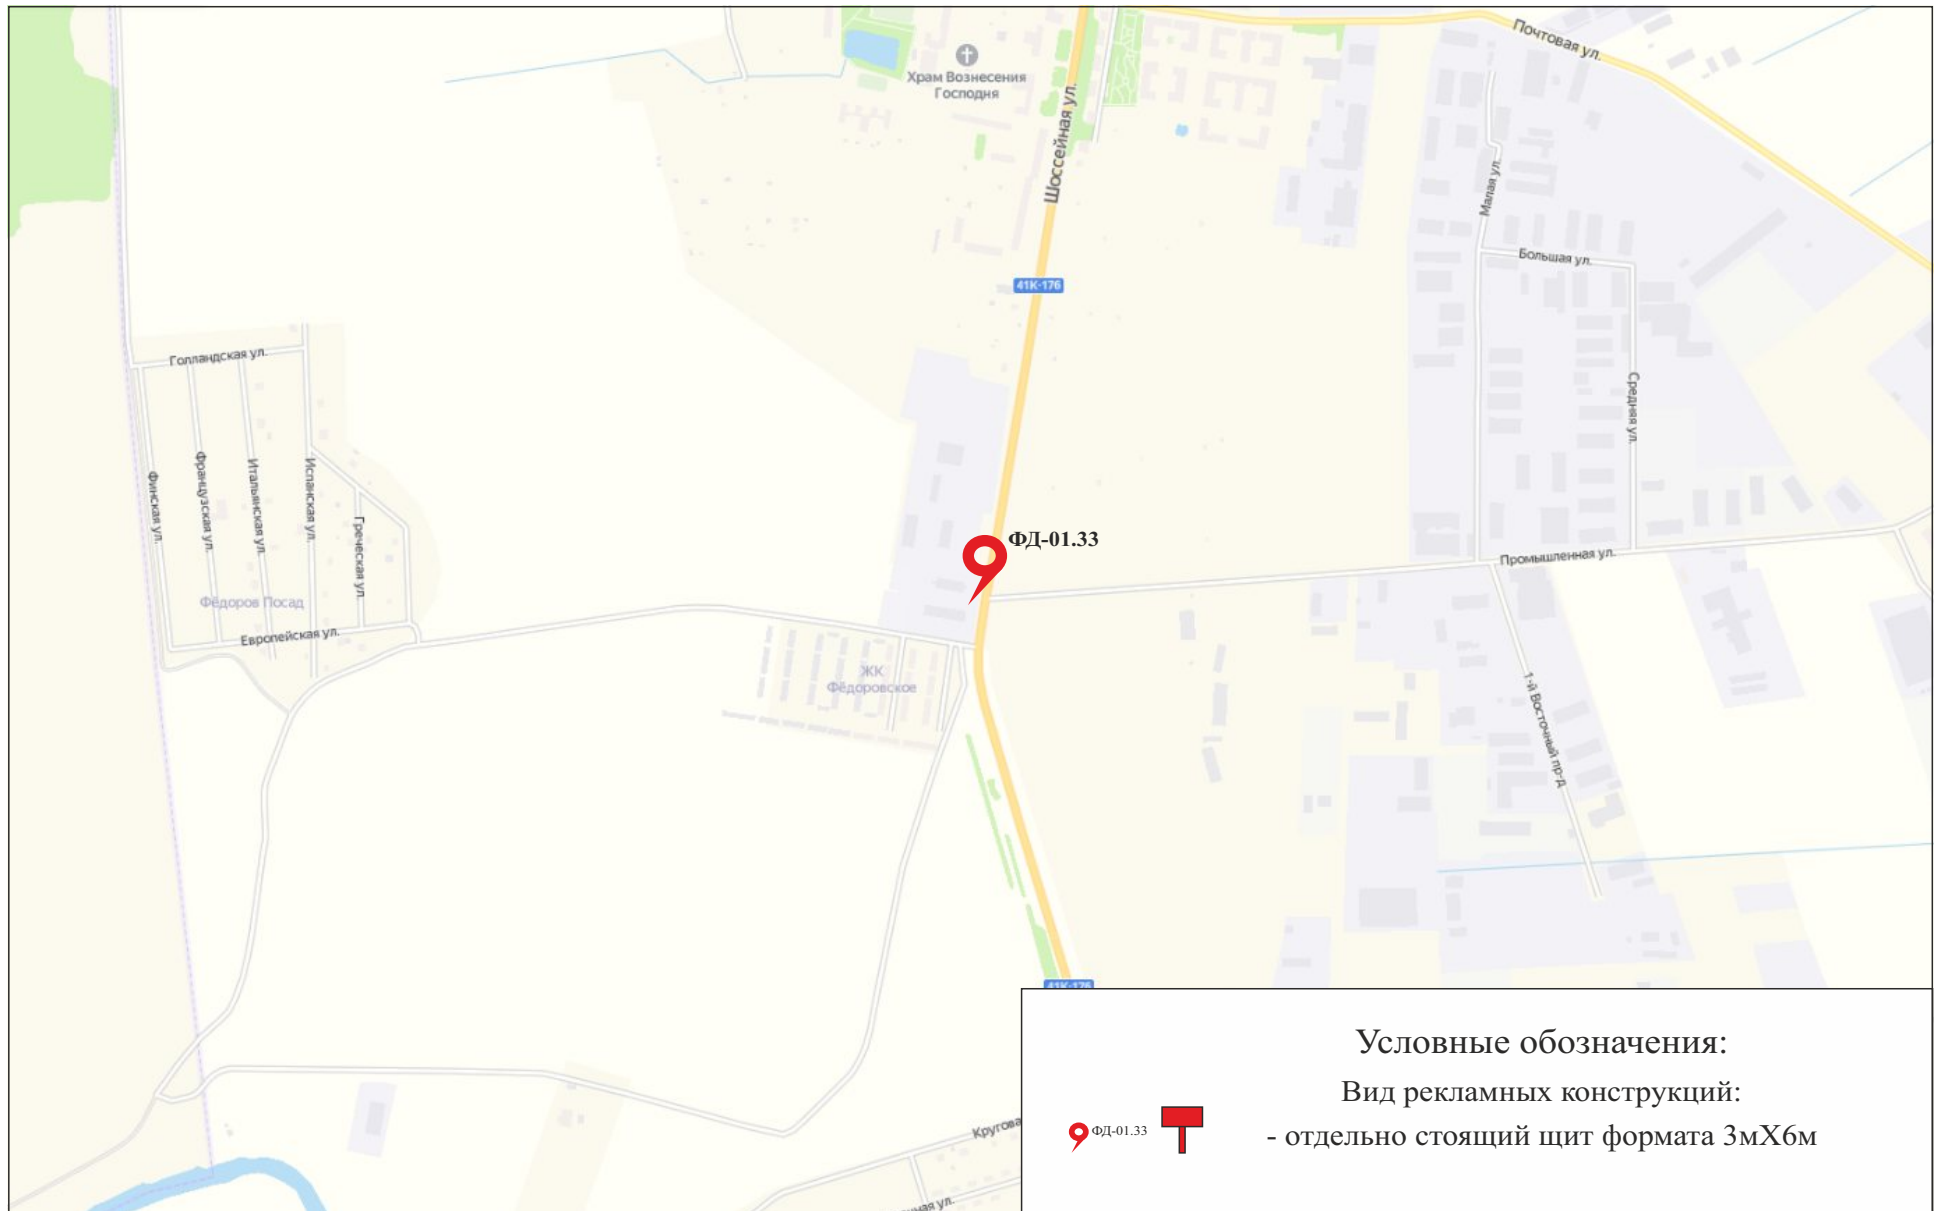 Почтовая ул.
Храм Вознесения
Господня
Шоссейная ул.
Малая ул.
Большая ул.
41К-176
Голландская ул.
Средняя ул.
Финская ул.
Французская ул.
Итальянская ул.
Испанская ул.
Греческая ул.
ФД-01.33
Промышленная ул.
Фёдоров Посад
Европейская ул.
ЖК
Фёдоровское
1-й Восточный пр-д
41К-176
Условные обозначения:
Вид рекламных конструкций:
ФД-01.33
- отдельно стоящий щит формата 3мХ6м
Кругова
ул.